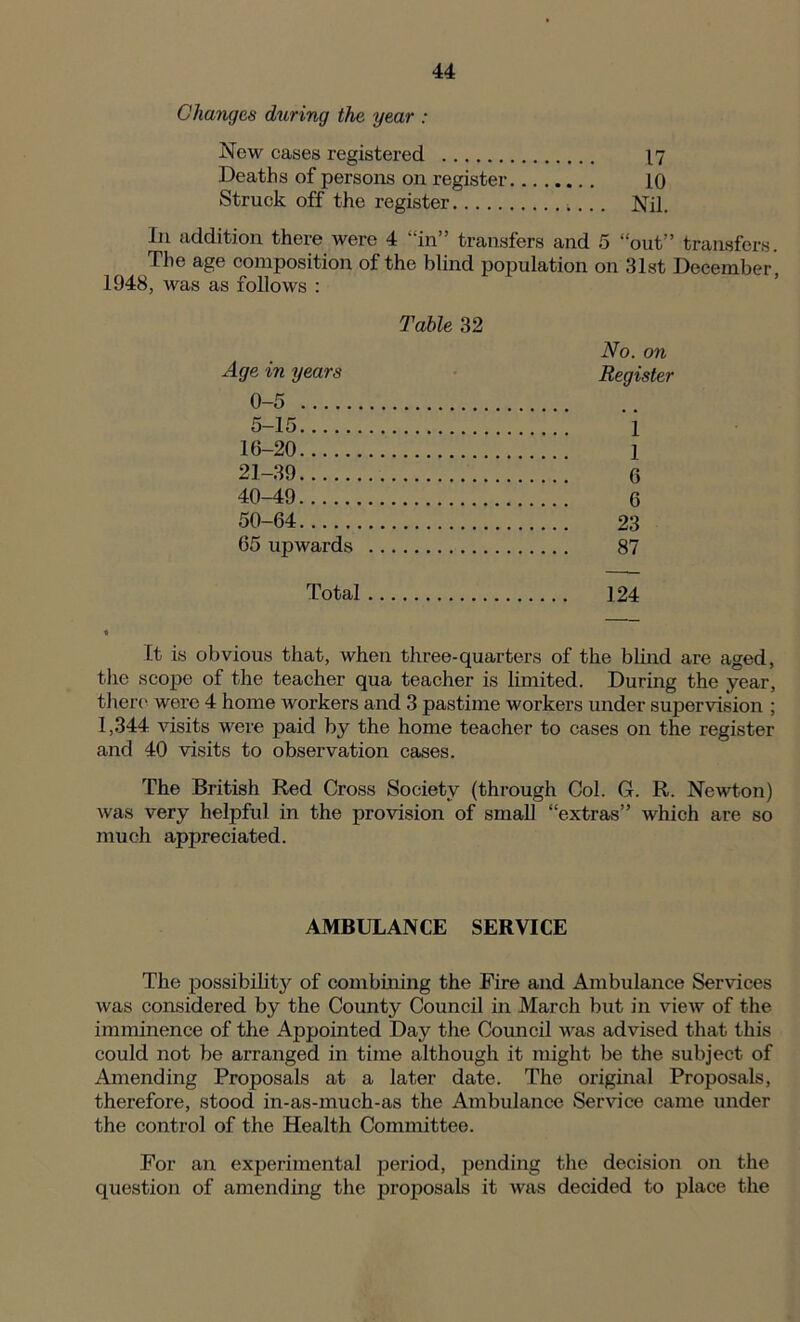 44
Changes during the year :
New cases registered ............... 17
Deaths of persons on register........ 10
Struck off the register............... Nil.
In addition there were 4 “in” transfers and 5 “out” transfers.
The age composition of the blind population on 31st December,
1948, was as follows :
Table 32
No. on
Age in years Register
0-5 .......................... ..
5-15.......................... 1
16-20.......................... 1
21-39.......................... 6
40-49.......................... 6
50-64.......................... 23
65 upwards ................... 87
Total................... 124
It is obvious that, when three-quarters of the blind are aged,
the scope of the teacher qua teacher is limited. During the year,
there were 4 home workers and 3 pastime workers under supervision ;
1,344 visits were paid by the home teacher to cases on the register
and 40 visits to observation cases.
The British Red Cross Society (through Col. G. R. Newton)
was very helpful in the provision of small “extras” which are so
much appreciated.
AMBULANCE SERVICE
The possibility of combining the Fire and Ambulance Services
was considered by the County Council in March but in view of the
imminence of the Appointed Day the Council was advised that this
could not be arranged in time although it might be the subject of
Amending Proposals at a later date. The original Proposals,
therefore, stood in-as-much-as the Ambulance Service came under
the control of the Health Committee.
For an experimental period, pending the decision on the
question of amending the proposals it was decided to place the